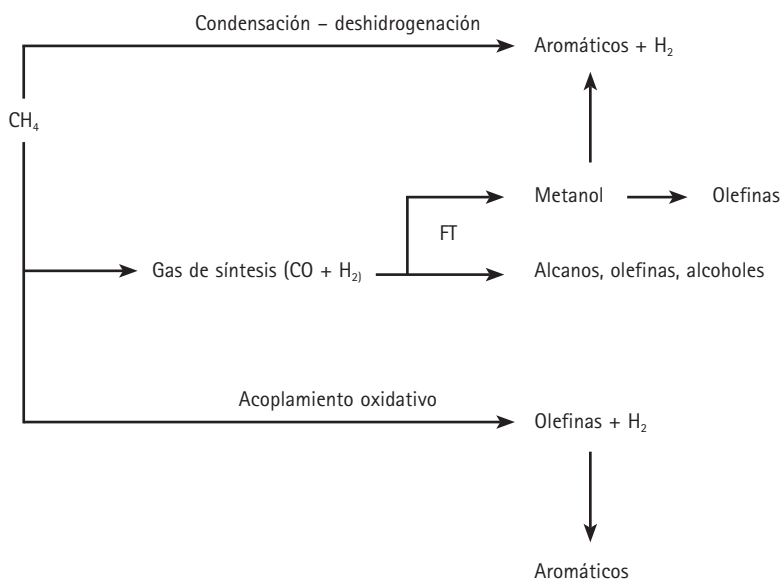 Condensación – deshidrogenación
Aromáticos + H₂
CH₄
Metanol
Olefinas
FT
Gas de síntesis (CO + H₂)
Alcanos, olefinas, alcoholes
Acoplamiento oxidativo
Olefinas + H₂
Aromáticos